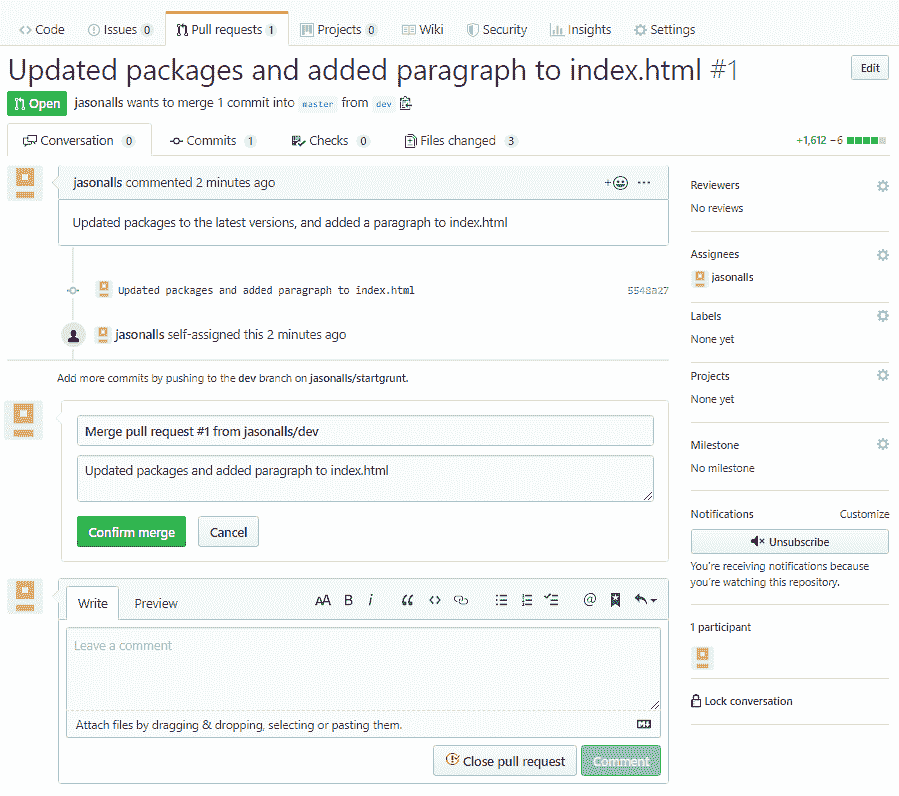 Code Issues 0 Pull requests 1 Projects 0 Wiki Security Insights Settings
Updated packages and added paragraph to index.html #1 Edit
Open jasonalls wants to merge 1 commit into master from dev
Conversation 0 Commits 1 Checks 0 Files changed 3 +1,612 −6
jasonalls commented 2 minutes ago
Updated packages to the latest versions, and added a paragraph to index.html
Updated packages and added paragraph to index.html 5548a27
jasonalls self-assigned this 2 minutes ago
Add more commits by pushing to the dev branch on jasonalls/startgrunt.
Merge pull request #1 from jasonalls/dev
Updated packages and added paragraph to index.html
Confirm merge Cancel
Write Preview AA B i
Leave a comment
Attach files by dragging & dropping, selecting or pasting them.
Close pull request Comment
Reviewers
No reviews
Assignees
jasonalls
Labels
None yet
Projects
None yet
Milestone
No milestone
Notifications Customize
Unsubscribe
You're receiving notifications because
you're watching this repository.
1 participant
Lock conversation